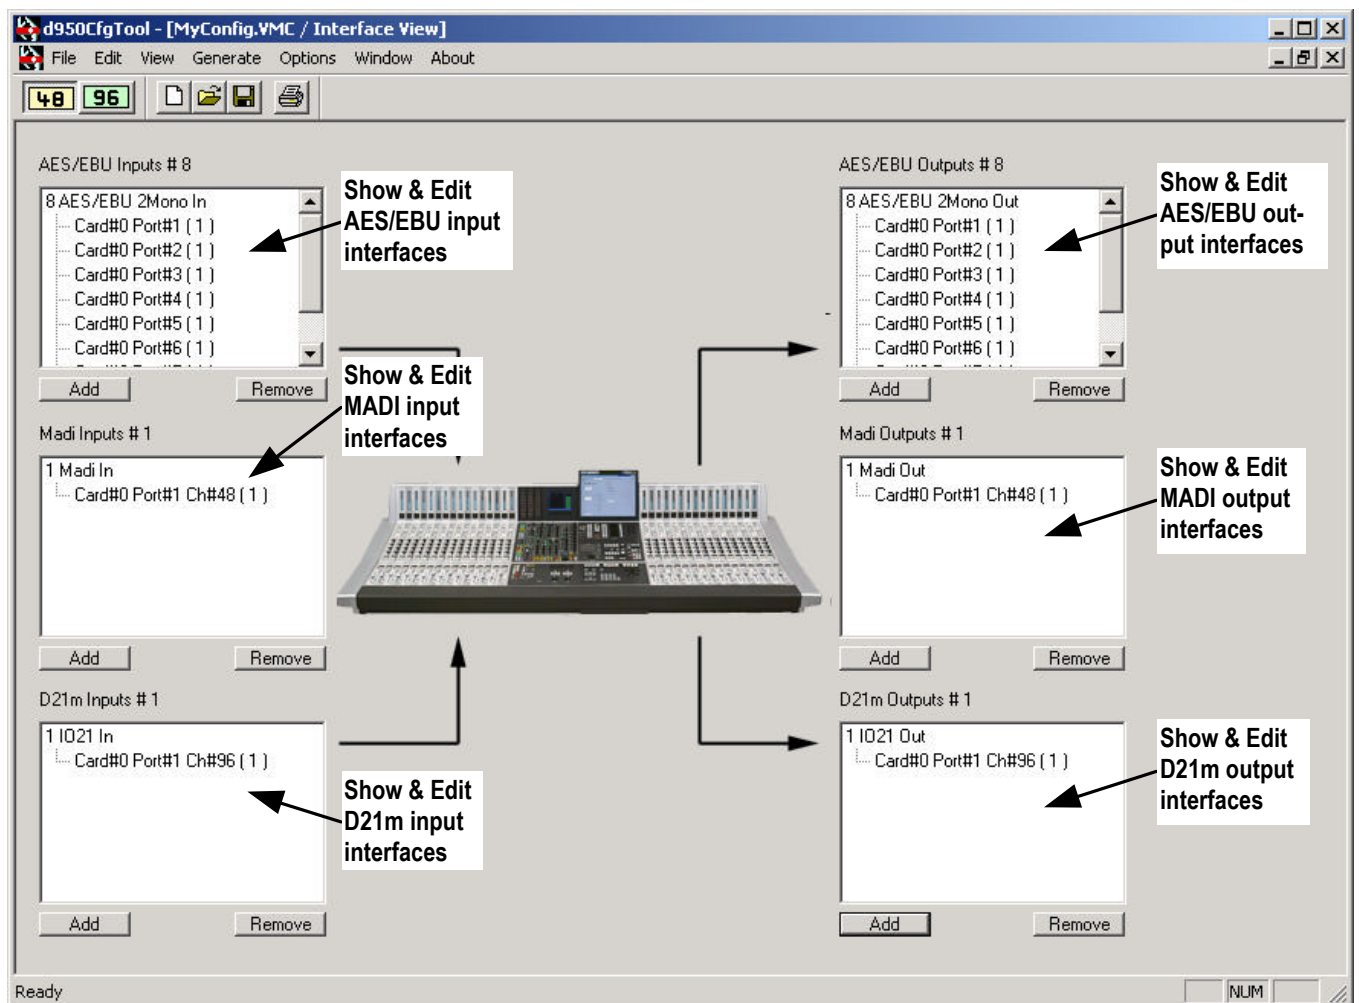 d950CfgTool - [MyConfig.VMC / Interface View]
File Edit View Generate Options Window About
48 96
AES/EBU Inputs # 8
8 AES/EBU 2Mono In
Card#0 Port#1 ( 1 )
Card#0 Port#2 ( 1 )
Card#0 Port#3 ( 1 )
Card#0 Port#4 ( 1 )
Card#0 Port#5 ( 1 )
Card#0 Port#6 ( 1 )
Add Remove
Show & Edit
AES/EBU input
interfaces
Madi Inputs # 1
1 Madi In
Card#0 Port#1 Ch#48 ( 1 )
Add Remove
Show & Edit
MADI input
interfaces
D21m Inputs # 1
1 IO21 In
Card#0 Port#1 Ch#96 ( 1 )
Add Remove
Show & Edit
D21m input
interfaces
AES/EBU Outputs # 8
8 AES/EBU 2Mono Out
Card#0 Port#1 ( 1 )
Card#0 Port#2 ( 1 )
Card#0 Port#3 ( 1 )
Card#0 Port#4 ( 1 )
Card#0 Port#5 ( 1 )
Card#0 Port#6 ( 1 )
Add Remove
Show & Edit
AES/EBU out-
put interfaces
Madi Outputs # 1
1 Madi Out
Card#0 Port#1 Ch#48 ( 1 )
Add Remove
Show & Edit
MADI output
interfaces
D21m Outputs # 1
1 IO21 Out
Card#0 Port#1 Ch#96 ( 1 )
Add Remove
Show & Edit
D21m output
interfaces
Ready
NUM